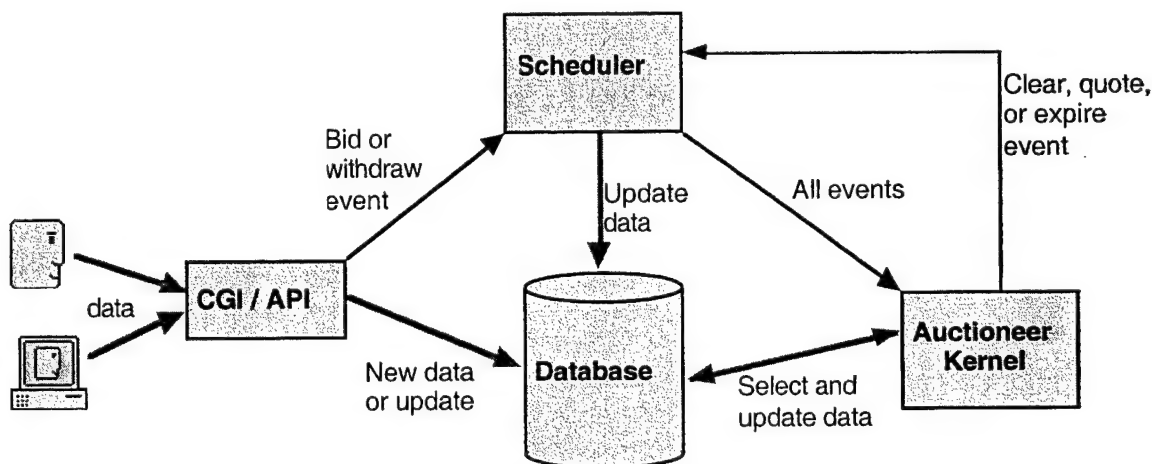 Scheduler
Clear, quote,
or expire
event
Bid or
withdraw
event
All events
Update
data
data
CGI / API
New data
or update
Database
Select and
update data
Auctioneer
Kernel